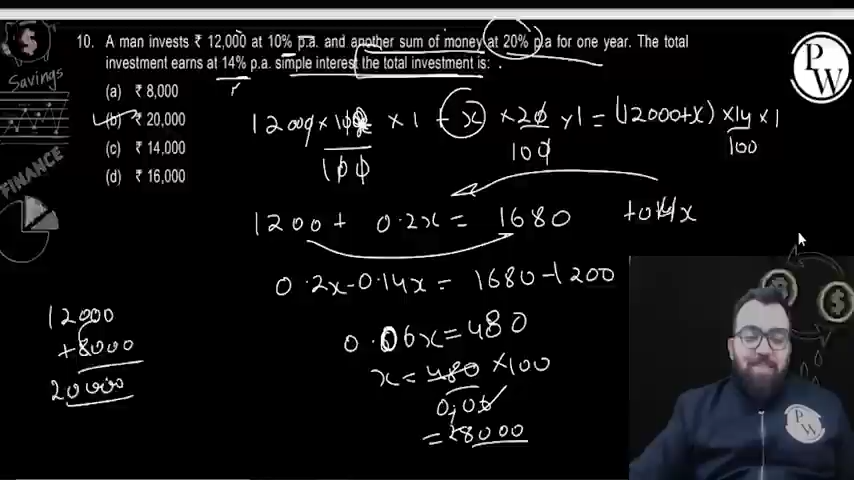 10. A man invests ₹ 12,000 at 10% p.a. and another sum of money at 20% p.a for one year. The total
investment earns at 14% p.a. simple interest the total investment is:
(a) ₹ 8,000
(b) ₹ 20,000
(c) ₹ 14,000
(d) ₹ 16,000
Savings
FINANCE
P
W
12000 × 10 × 1 + x × 20 × 1 = (12000+x) × 14 × 1
100 100 100
1200 + 0.2x = 1680 + 0.14x
0.2x - 0.14x = 1680 - 1200
0.06x = 480
x = 480 × 100
0.06
= 8000
12000
+8000
20000
P
W